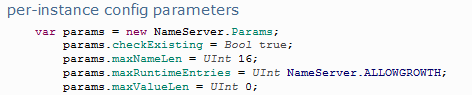 per-instance config parameters
var params = new NameServer.Params;
params.checkExisting = Bool true;
params.maxNameLen = UInt 16;
params.maxRuntimeEntries = UInt NameServer.ALLOWGROWTH;
params.maxValueLen = UInt 0;